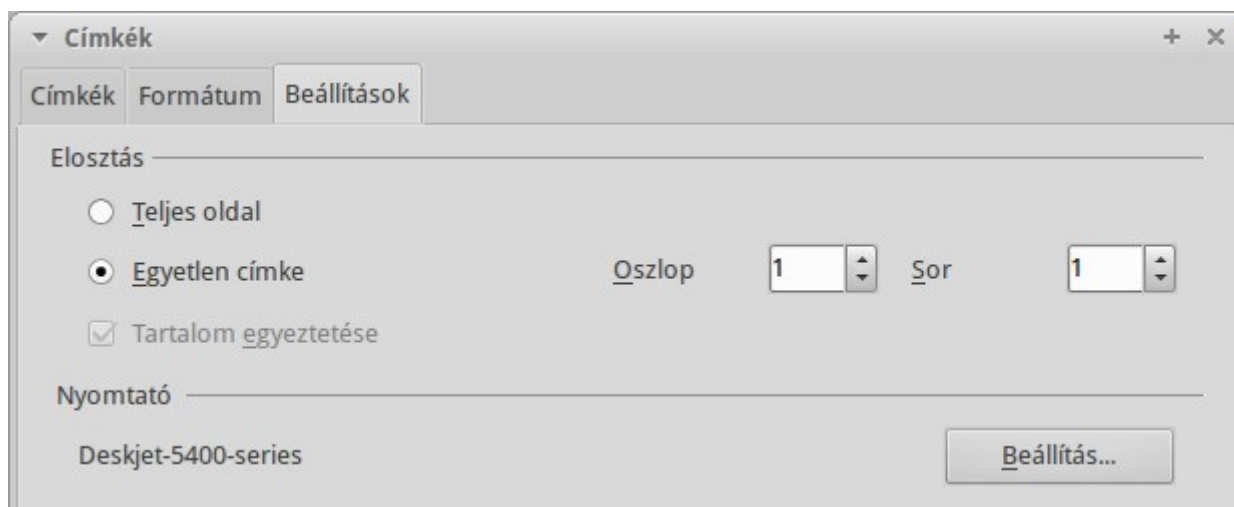 Címkék
Címkék Formátum Beállítások
Elosztás
Teljes oldal
Egyetlen címke Oszlop 1 Sor 1
Tartalom egyeztetése
Nyomtató
Deskjet-5400-series Beállítás...